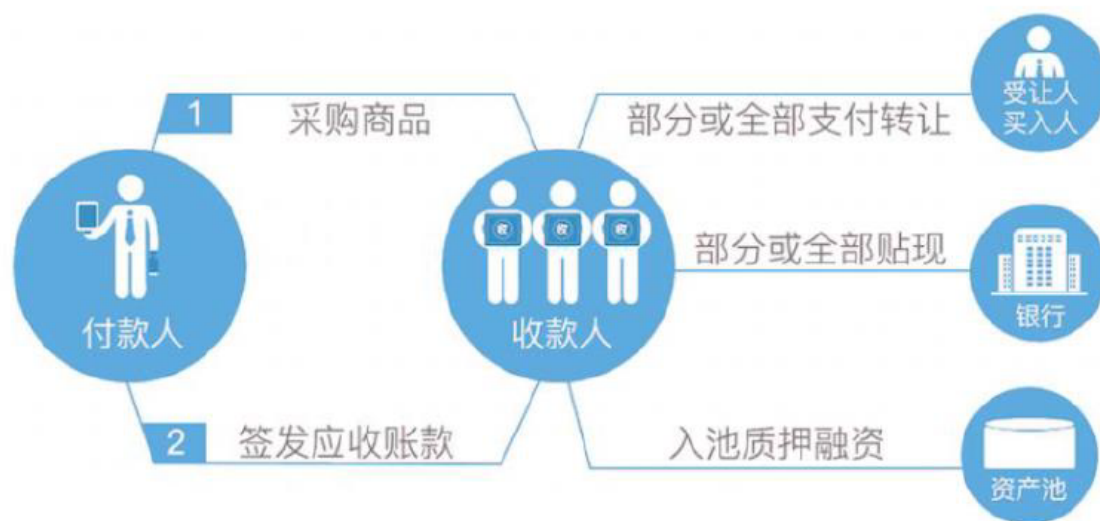 1
采购商品
付款人
2
签发应收账款
收 收 收
收款人
部分或全部支付转让
受让人
买入人
部分或全部贴现
银行
入池质押融资
资产池